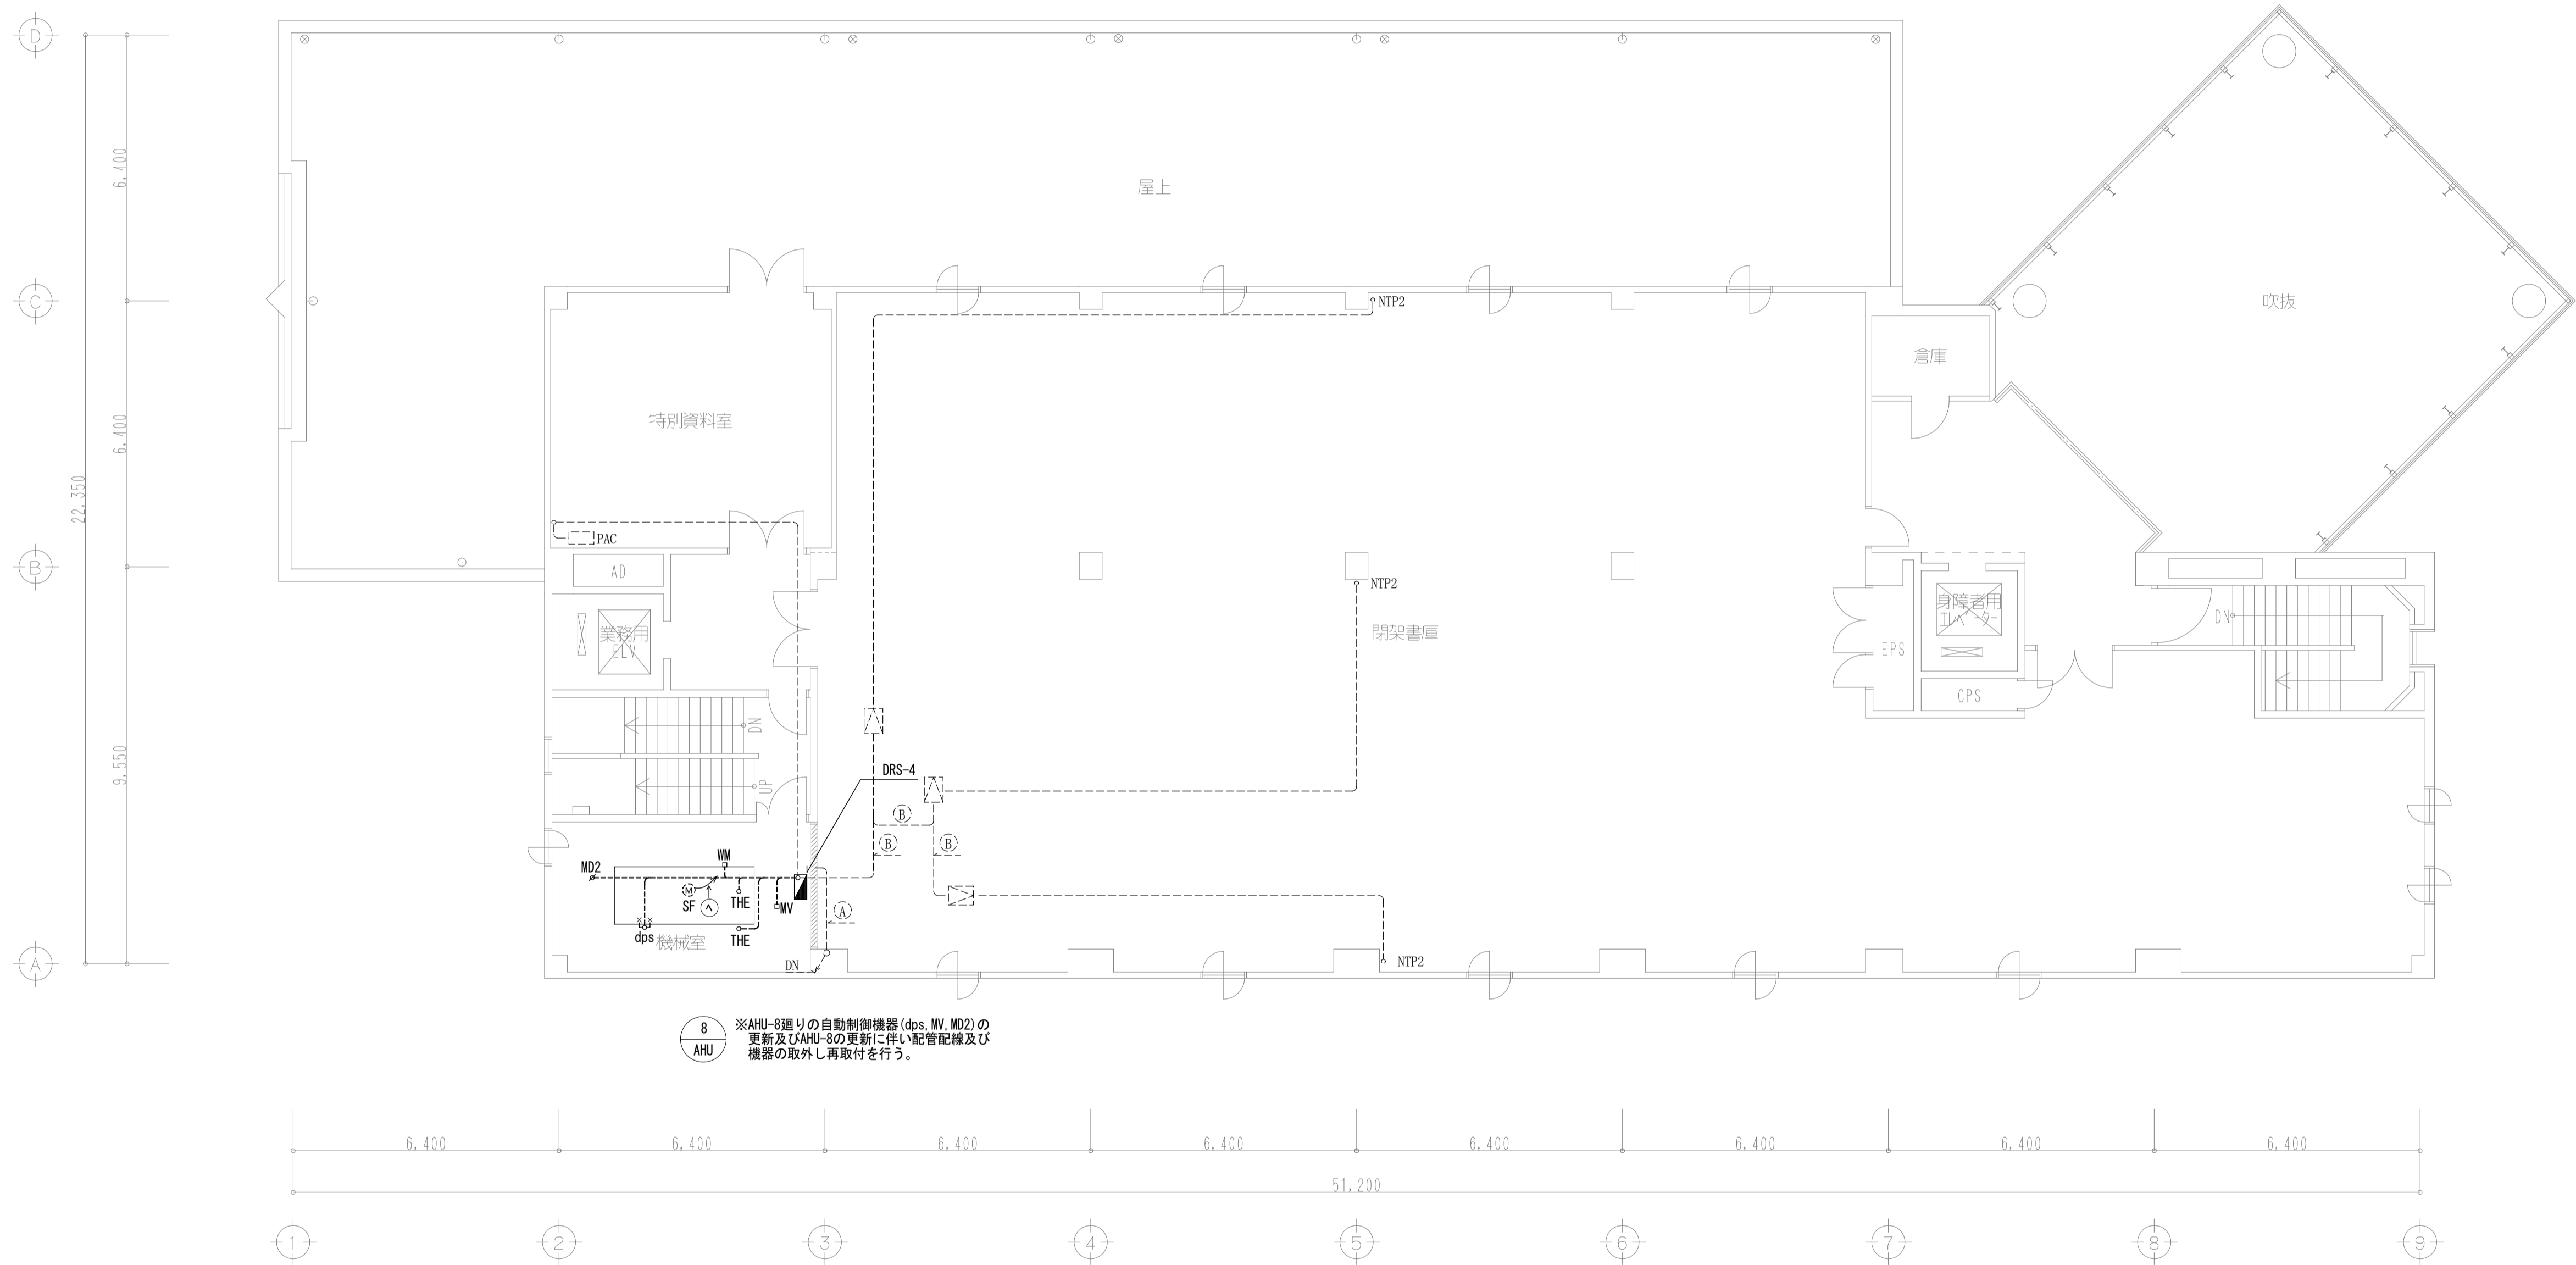 D
6,400
屋上
C
NTP2
吹抜
倉庫
6,400
特別資料室
22,350
PAC
B
AD
NTP2
身障者用
エレベーター
業務用
ELV
閉架書庫
DN
EPS
CPS
DN
9,550
UP
DRS-4
B
B
B
WM
MD2
M
SF
THE
MV
A
dps
機械室
THE
NTP2
A
DN
8
AHU
※AHU-8廻りの自動制御機器(dps,MV,MD2)の
更新及びAHU-8の更新に伴い配管配線及び
機器の取外し再取付を行う。
6,400
6,400
6,400
6,400
6,400
6,400
6,400
6,400
51,200
1
2
3
4
5
6
7
8
9